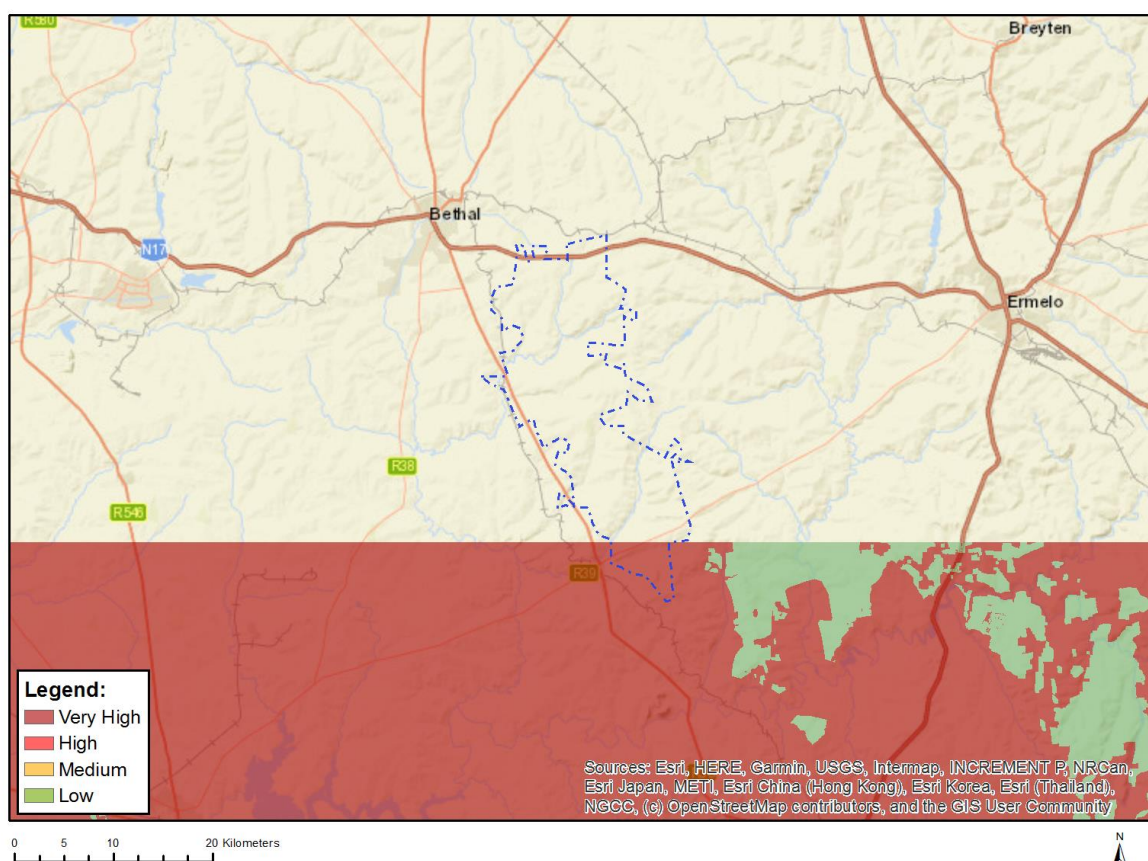 R580
Breyten
Bethal
N17
Ermelo
R38
R546
R39
Legend:
Very High
High
Medium
Low
Sources: Esri, HERE, Garmin, USGS, Intermap, INCREMENT P, NRCan,
Esri Japan, METI, Esri China (Hong Kong), Esri Korea, Esri (Thailand),
NGCC, (c) OpenStreetMap contributors, and the GIS User Community
0 5 10 20 Kilometers
N